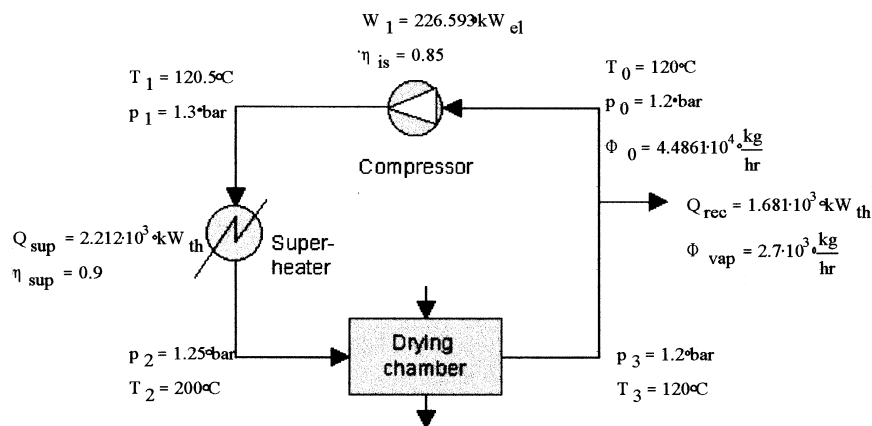 W 1 = 226.593•kW el
η is = 0.85
T 1 = 120.5°C
p 1 = 1.3•bar
T 0 = 120°C
p 0 = 1.2•bar
Φ 0 = 4.4861·10^4 • kg/hr
Compressor
Q rec = 1.681·10^3 •kW th
Φ vap = 2.7·10^3 • kg/hr
Q sup = 2.212·10^3 •kW th
η sup = 0.9
Super-
heater
p 2 = 1.25•bar
T 2 = 200°C
Drying
chamber
p 3 = 1.2•bar
T 3 = 120°C